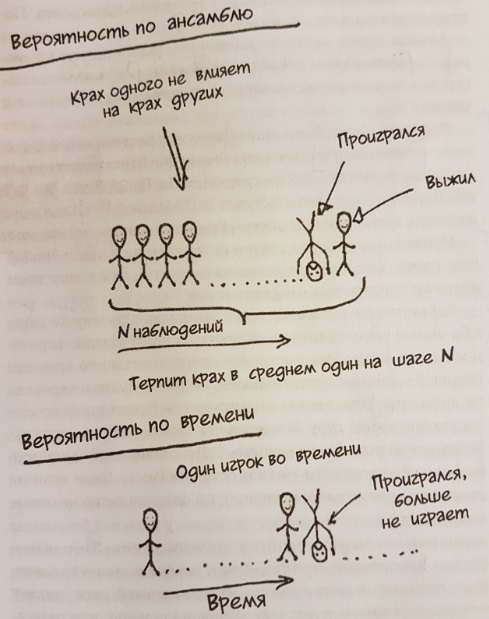 Вероятность по ансамблю
Крах одного не влияет
на крах других
Проигрался
Выжил
N наблюдений
Терпит крах в среднем один на шаге N
Вероятность по времени
Один игрок во времени
Проигрался,
больше
не играет
Время